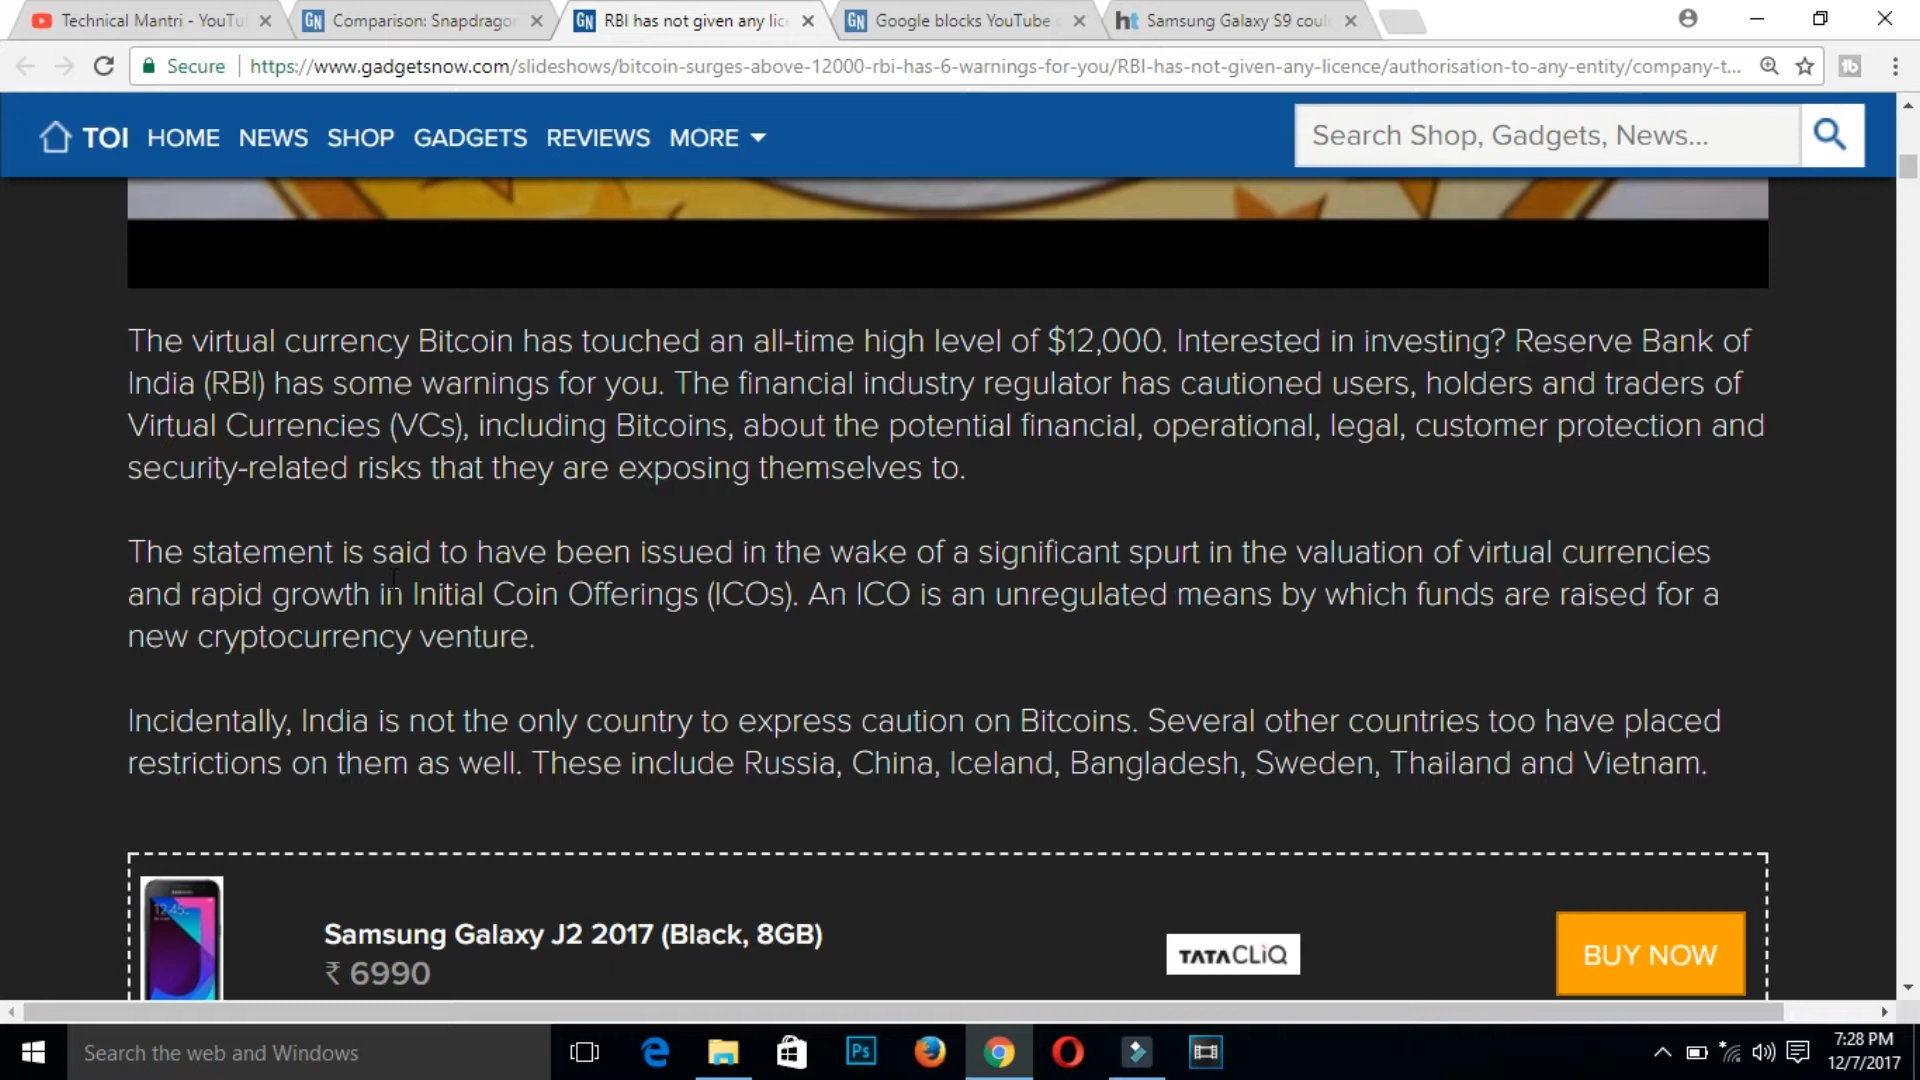 Technical Mantri - YouTu
Comparison: Snapdragor
RBI has not given any lice
Google blocks YouTube
Samsung Galaxy S9 coul
Secure https://www.gadgetsnow.com/slideshows/bitcoin-surges-above-12000-rbi-has-6-warnings-for-you/RBI-has-not-given-any-licence/authorisation-to-any-entity/company-t...
TOI HOME NEWS SHOP GADGETS REVIEWS MORE
Search Shop, Gadgets, News...
The virtual currency Bitcoin has touched an all-time high level of $12,000. Interested in investing? Reserve Bank of
India (RBI) has some warnings for you. The financial industry regulator has cautioned users, holders and traders of
Virtual Currencies (VCs), including Bitcoins, about the potential financial, operational, legal, customer protection and
security-related risks that they are exposing themselves to.
The statement is said to have been issued in the wake of a significant spurt in the valuation of virtual currencies
and rapid growth in Initial Coin Offerings (ICOs). An ICO is an unregulated means by which funds are raised for a
new cryptocurrency venture.
Incidentally, India is not the only country to express caution on Bitcoins. Several other countries too have placed
restrictions on them as well. These include Russia, China, Iceland, Bangladesh, Sweden, Thailand and Vietnam.
12:45
Samsung Galaxy J2 2017 (Black, 8GB)
₹ 6990
TATA CLiQ
BUY NOW
Search the web and Windows
Ps
7:28 PM
12/7/2017